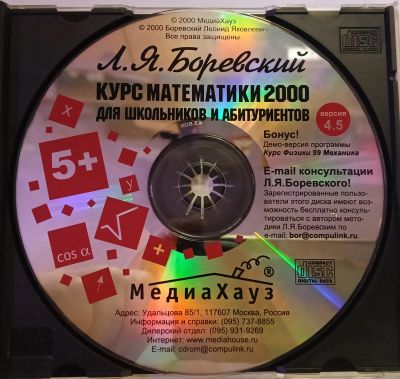 © 2000 МедиаХауз
© 2000 Боревский Леонид Яковлевич
Все права защищены.
Л.Я.Боревский
КУРС МАТЕМАТИКИ 2000
ДЛЯ ШКОЛЬНИКОВ И АБИТУРИЕНТОВ
версия
4.5
Бонус!
Демо-версия программы
Курс Физики 99 Механика
E-mail консультации
Л.Я.Боревского!
Зарегистрированные пользо-
ватели этого диска имеют воз-
можность бесплатно консуль-
тироваться с автором мето-
дики Л.Я.Боревским по
e-mail: bor@compulink.ru.
x
5+
y
√
cos α
+
COMPACT
disc
DIGITAL DATA
МедиаХауз ®
Адрес: Удальцова 85/1, 117607 Москва, Россия
Информация и справки: (095) 737-8855
Дилерский отдел: (095) 931-9269
Интернет: www.mediahouse.ru
E-mail: cdrom@compulink.ru